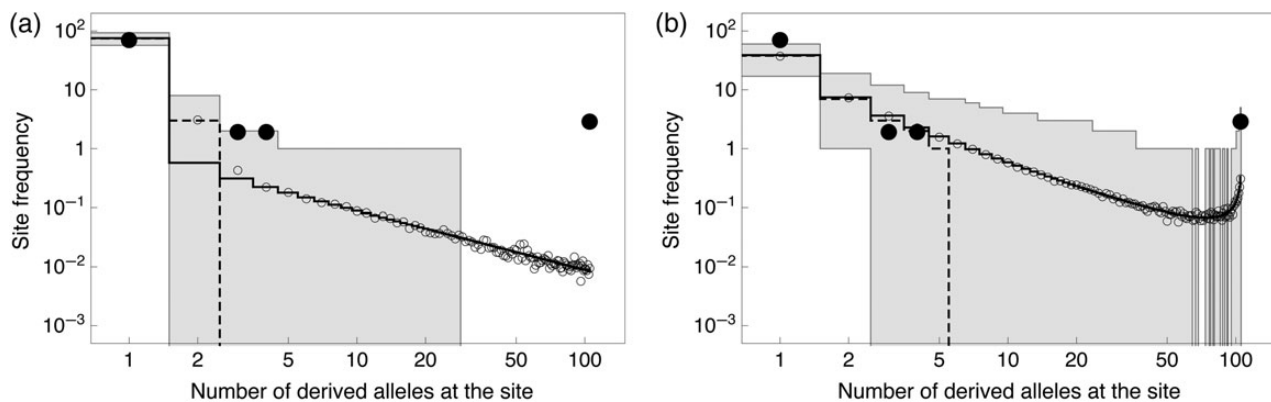 (a)
Site frequency
10²
10
1
10⁻¹
10⁻²
10⁻³
1 2 5 10 20 50 100
Number of derived alleles at the site
(b)
Site frequency
10²
10
1
10⁻¹
10⁻²
10⁻³
1 2 5 10 20 50 100
Number of derived alleles at the site